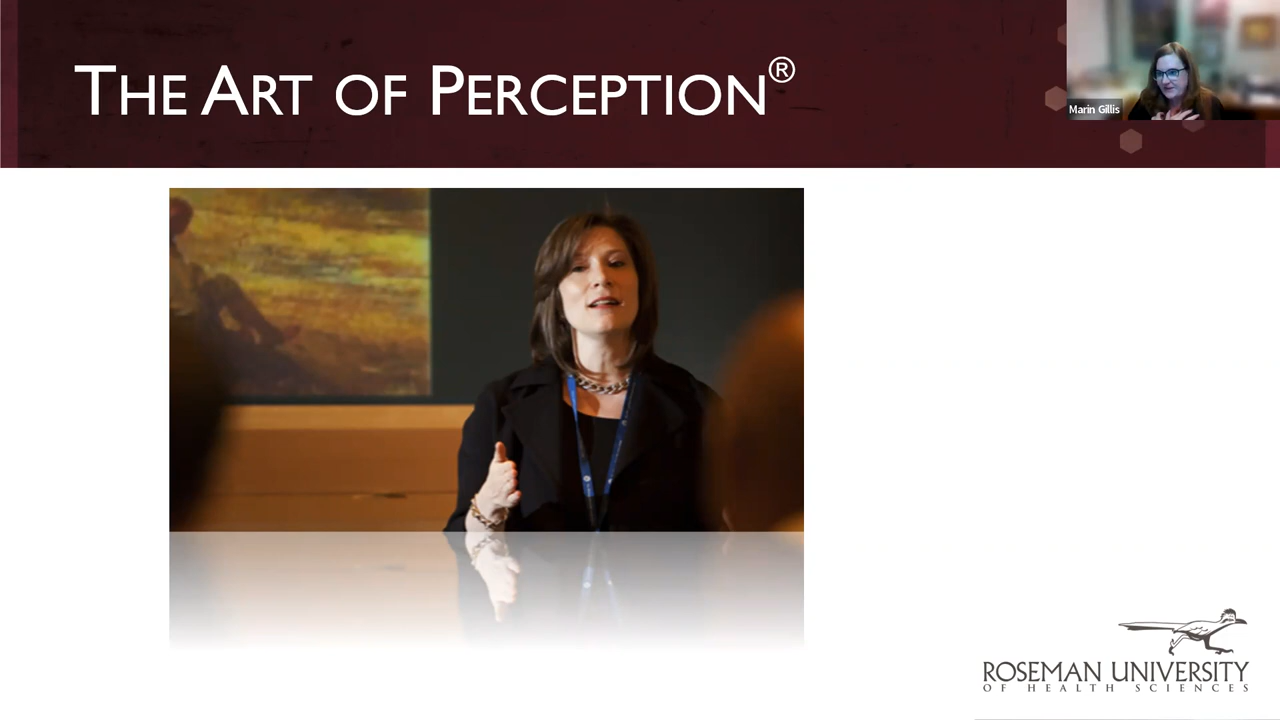 THE ART OF PERCEPTION®
Marin Gillis
ROSEMAN UNIVERSITY
OF HEALTH SCIENCES